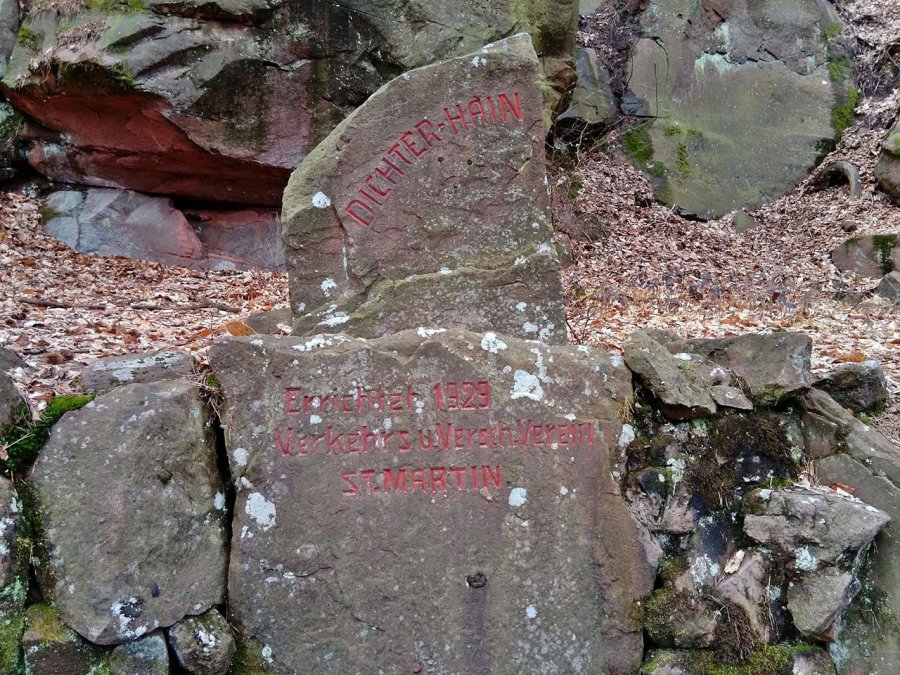 DICHTER-HAIN
Errichtet 1929
Verkehrs u. Versch. Verein
ST. MARTIN